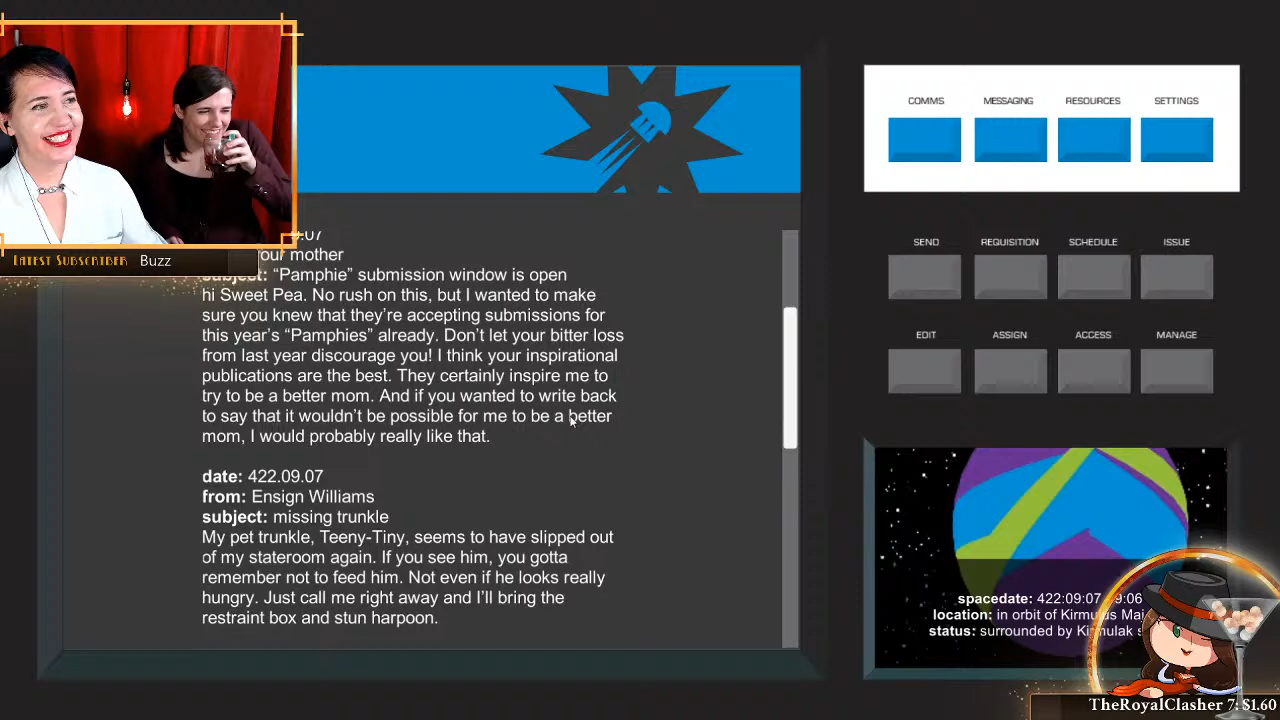 LATEST SUBSCRIBER Buzz
.07
our mother
subject: “Pamphie” submission window is open
hi Sweet Pea. No rush on this, but I wanted to make
sure you knew that they’re accepting submissions for
this year’s “Pamphies” already. Don’t let your bitter loss
from last year discourage you! I think your inspirational
publications are the best. They certainly inspire me to
try to be a better mom. And if you wanted to write back
to say that it wouldn’t be possible for me to be a better
mom, I would probably really like that.
date: 422.09.07
from: Ensign Williams
subject: missing trunkle
My pet trunkle, Teeny-Tiny, seems to have slipped out
of my stateroom again. If you see him, you gotta
remember not to feed him. Not even if he looks really
hungry. Just call me right away and I’ll bring the
restraint box and stun harpoon.
COMMS MESSAGING RESOURCES SETTINGS
SEND REQUISITION SCHEDULE ISSUE
EDIT ASSIGN ACCESS MANAGE
spacedate: 422:09:07
location: in orbit of Kirmulus Mai
status: surrounded by Kirmulak s
TheRoyalClasher 7: $1.60